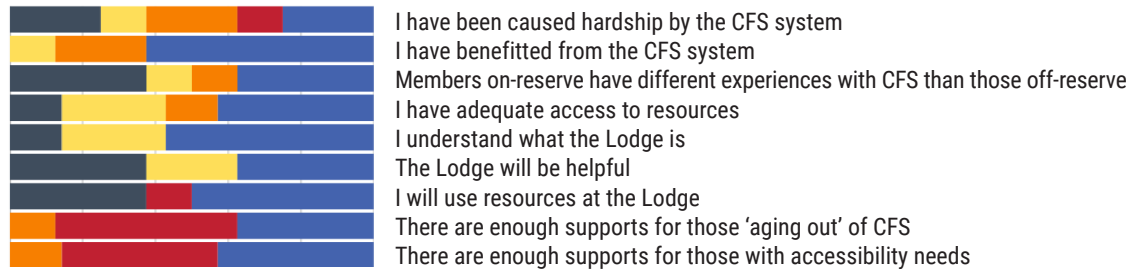 I have been caused hardship by the CFS system
I have benefitted from the CFS system
Members on-reserve have different experiences with CFS than those off-reserve
I have adequate access to resources
I understand what the Lodge is
The Lodge will be helpful
I will use resources at the Lodge
There are enough supports for those ‘aging out’ of CFS
There are enough supports for those with accessibility needs